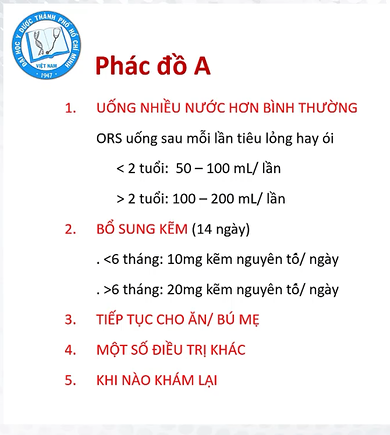 ĐẠI HỌC Y DƯỢC THÀNH PHỐ HỒ CHÍ MINH
VIỆT NAM
1947
Phác đồ A
1. UỐNG NHIỀU NƯỚC HƠN BÌNH THƯỜNG
ORS uống sau mỗi lần tiêu lỏng hay ói
< 2 tuổi: 50 – 100 mL/ lần
> 2 tuổi: 100 – 200 mL/ lần
2. BỔ SUNG KẼM (14 ngày)
. <6 tháng: 10mg kẽm nguyên tố/ ngày
. >6 tháng: 20mg kẽm nguyên tố/ ngày
3. TIẾP TỤC CHO ĂN/ BÚ MẸ
4. MỘT SỐ ĐIỀU TRỊ KHÁC
5. KHI NÀO KHÁM LẠI